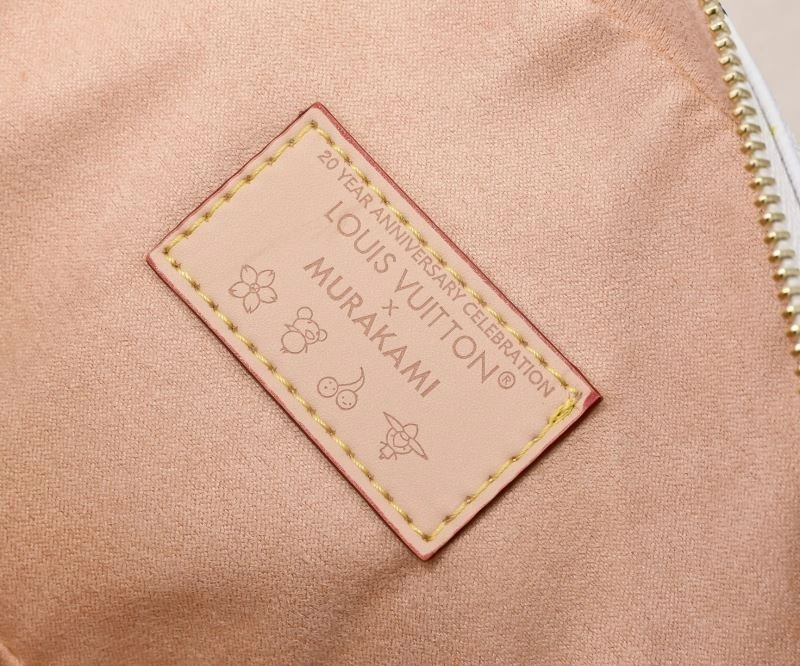 20 YEAR ANNIVERSARY CELEBRATION
LOUIS VUITTON®
×
MURAKAMI